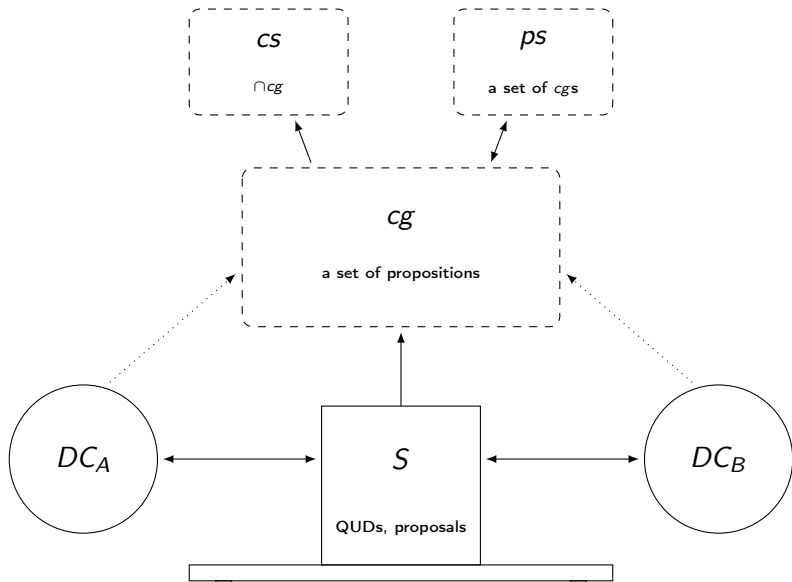 cs
∩cg
ps
a set of cgs
cg
a set of propositions
DC_A
S
QUDs, proposals
DC_B